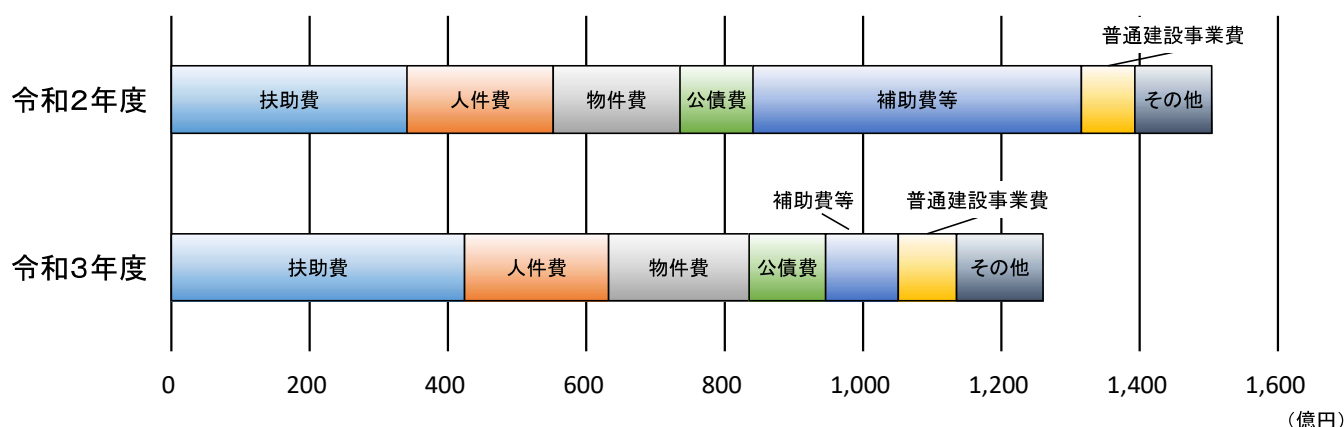 普通建設事業費
令和2年度
扶助費 人件費 物件費 公債費 補助費等 その他
補助費等 普通建設事業費
令和3年度
扶助費 人件費 物件費 公債費 その他
0 200 400 600 800 1,000 1,200 1,400 1,600
（億円）